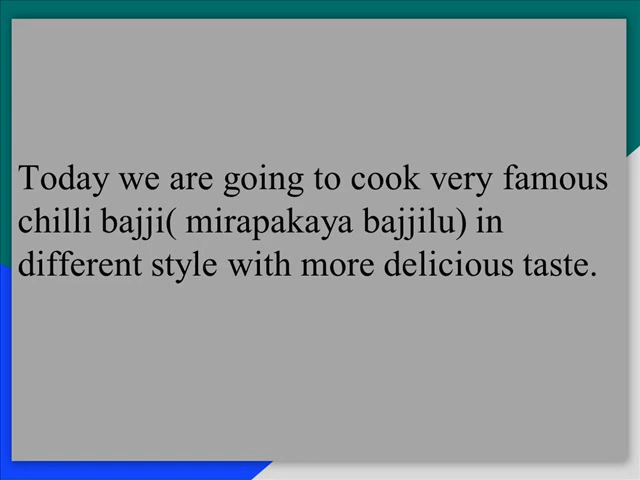 Today we are going to cook very famous
chilli bajji( mirapakaya bajjilu) in
different style with more delicious taste.